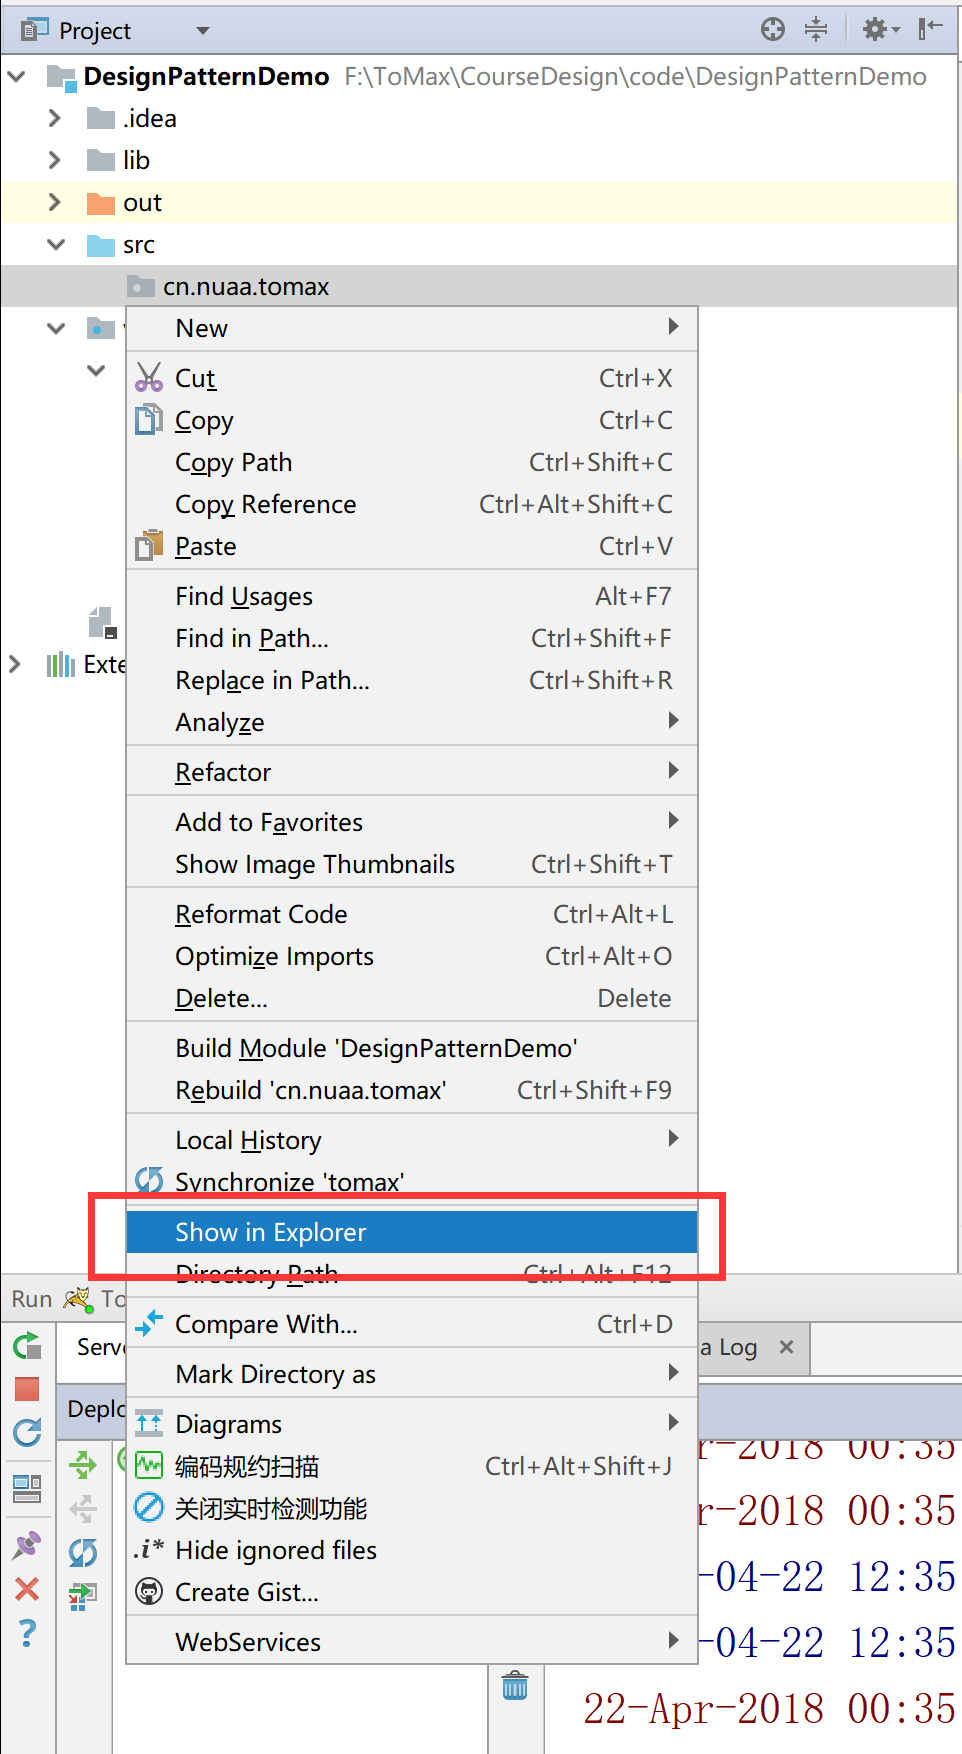 Project
DesignPatternDemo F:\ToMax\CourseDesign\code\DesignPatternDemo
.idea
lib
out
src
cn.nuaa.tomax
New
Cut Ctrl+X
Copy Ctrl+C
Copy Path Ctrl+Shift+C
Copy Reference Ctrl+Alt+Shift+C
Paste Ctrl+V
Find Usages Alt+F7
Find in Path... Ctrl+Shift+F
Exte
Replace in Path... Ctrl+Shift+R
Analyze
Refactor
Add to Favorites
Show Image Thumbnails Ctrl+Shift+T
Reformat Code Ctrl+Alt+L
Optimize Imports Ctrl+Alt+O
Delete... Delete
Build Module 'DesignPatternDemo'
Rebuild 'cn.nuaa.tomax' Ctrl+Shift+F9
Local History
Synchronize 'tomax'
Show in Explorer
Directory Path Ctrl+Alt+F12
Run To
Compare With... Ctrl+D
Serve a Log
Mark Directory as
Deplo
Diagrams
r-2018 00:35
编码规约扫描 Ctrl+Alt+Shift+J
关闭实时检测功能 r-2018 00:35
.i* Hide ignored files
-04-22 12:35
Create Gist...
WebServices -04-22 12:35
22-Apr-2018 00:35